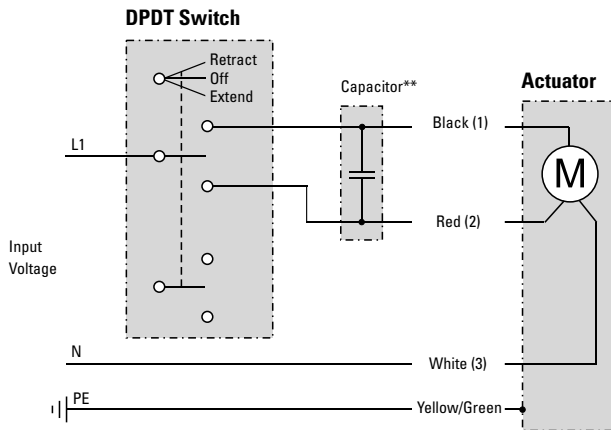 DPDT Switch
Retract
Off
Extend
Capacitor**
Actuator
Black (1)
L1
M
Red (2)
Input
Voltage
N
White (3)
PE
Yellow/Green